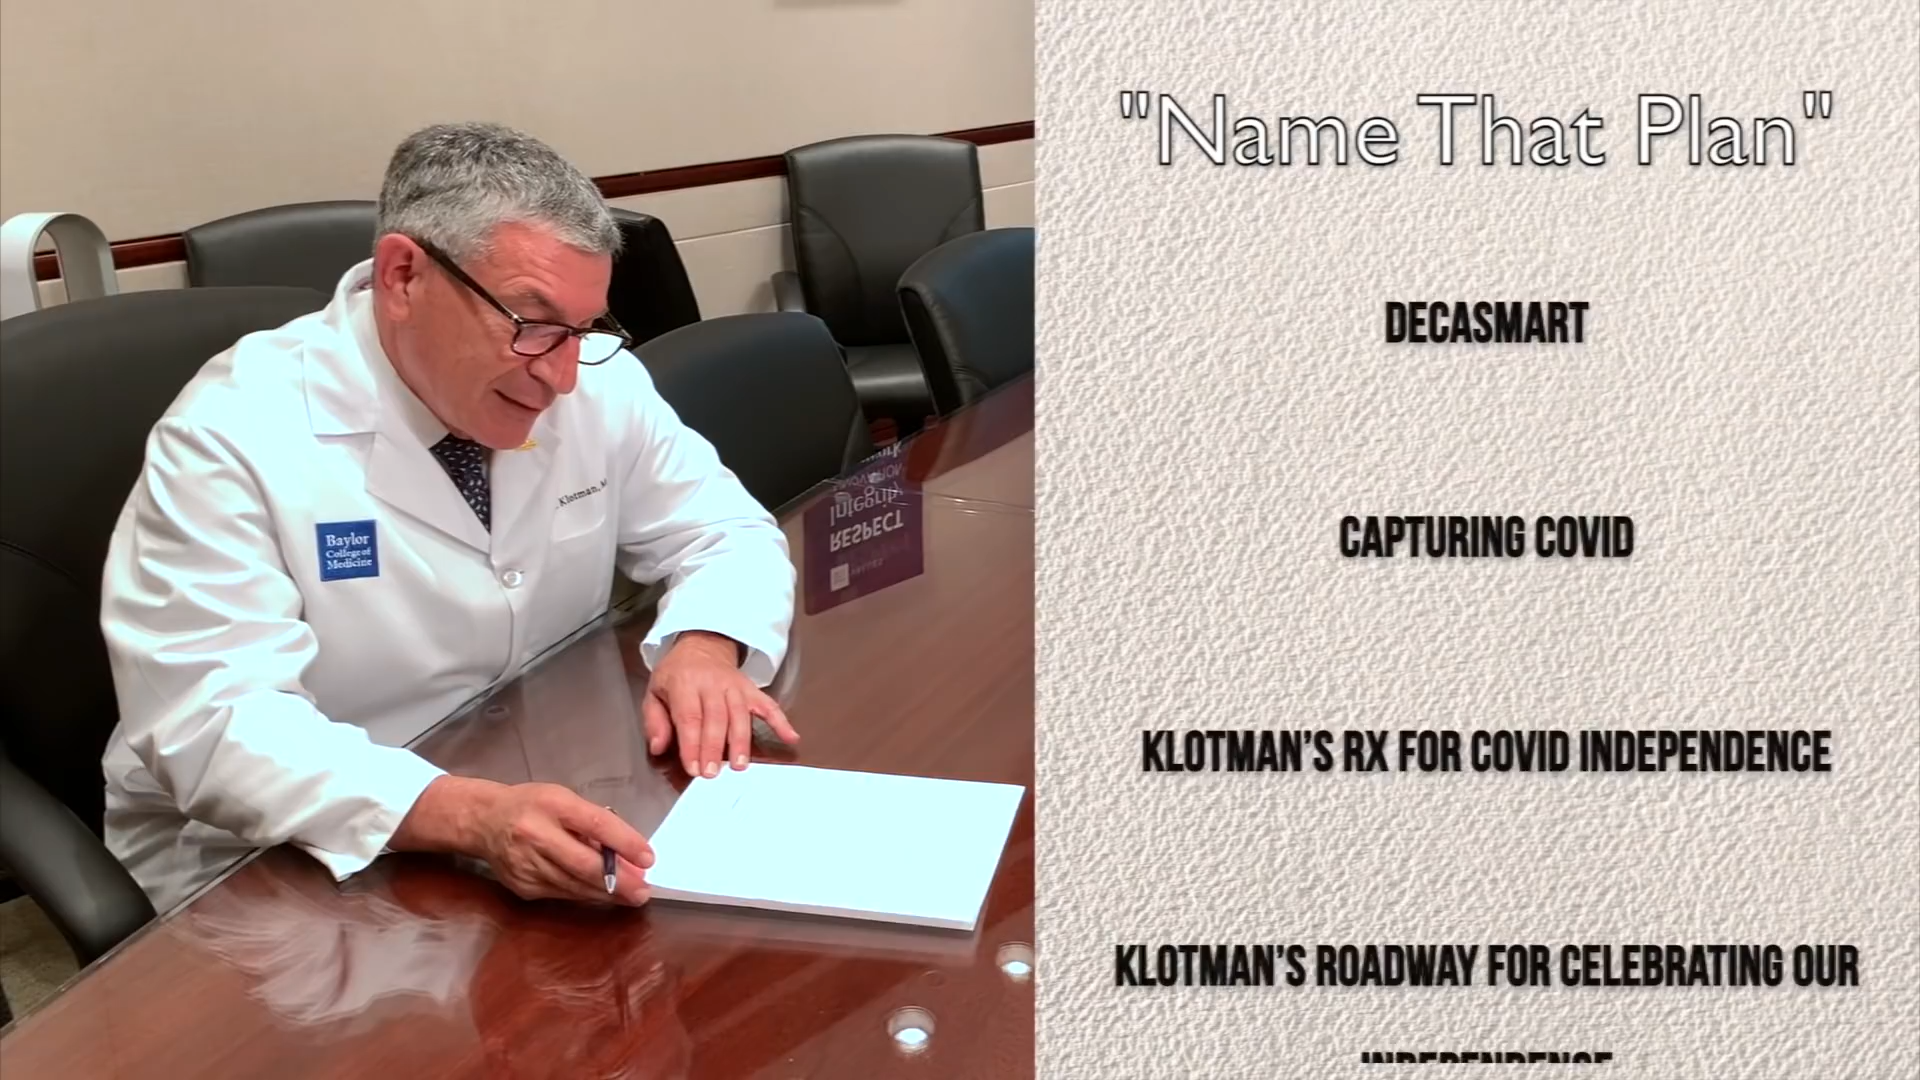 "Name That Plan"
DECASMART
CAPTURING COVID
KLOTMAN'S RX FOR COVID INDEPENDENCE
KLOTMAN'S ROADWAY FOR CELEBRATING OUR
INDEPENDENCE
Klotman, M
Baylor
College of
Medicine
Integrity
RESPECT